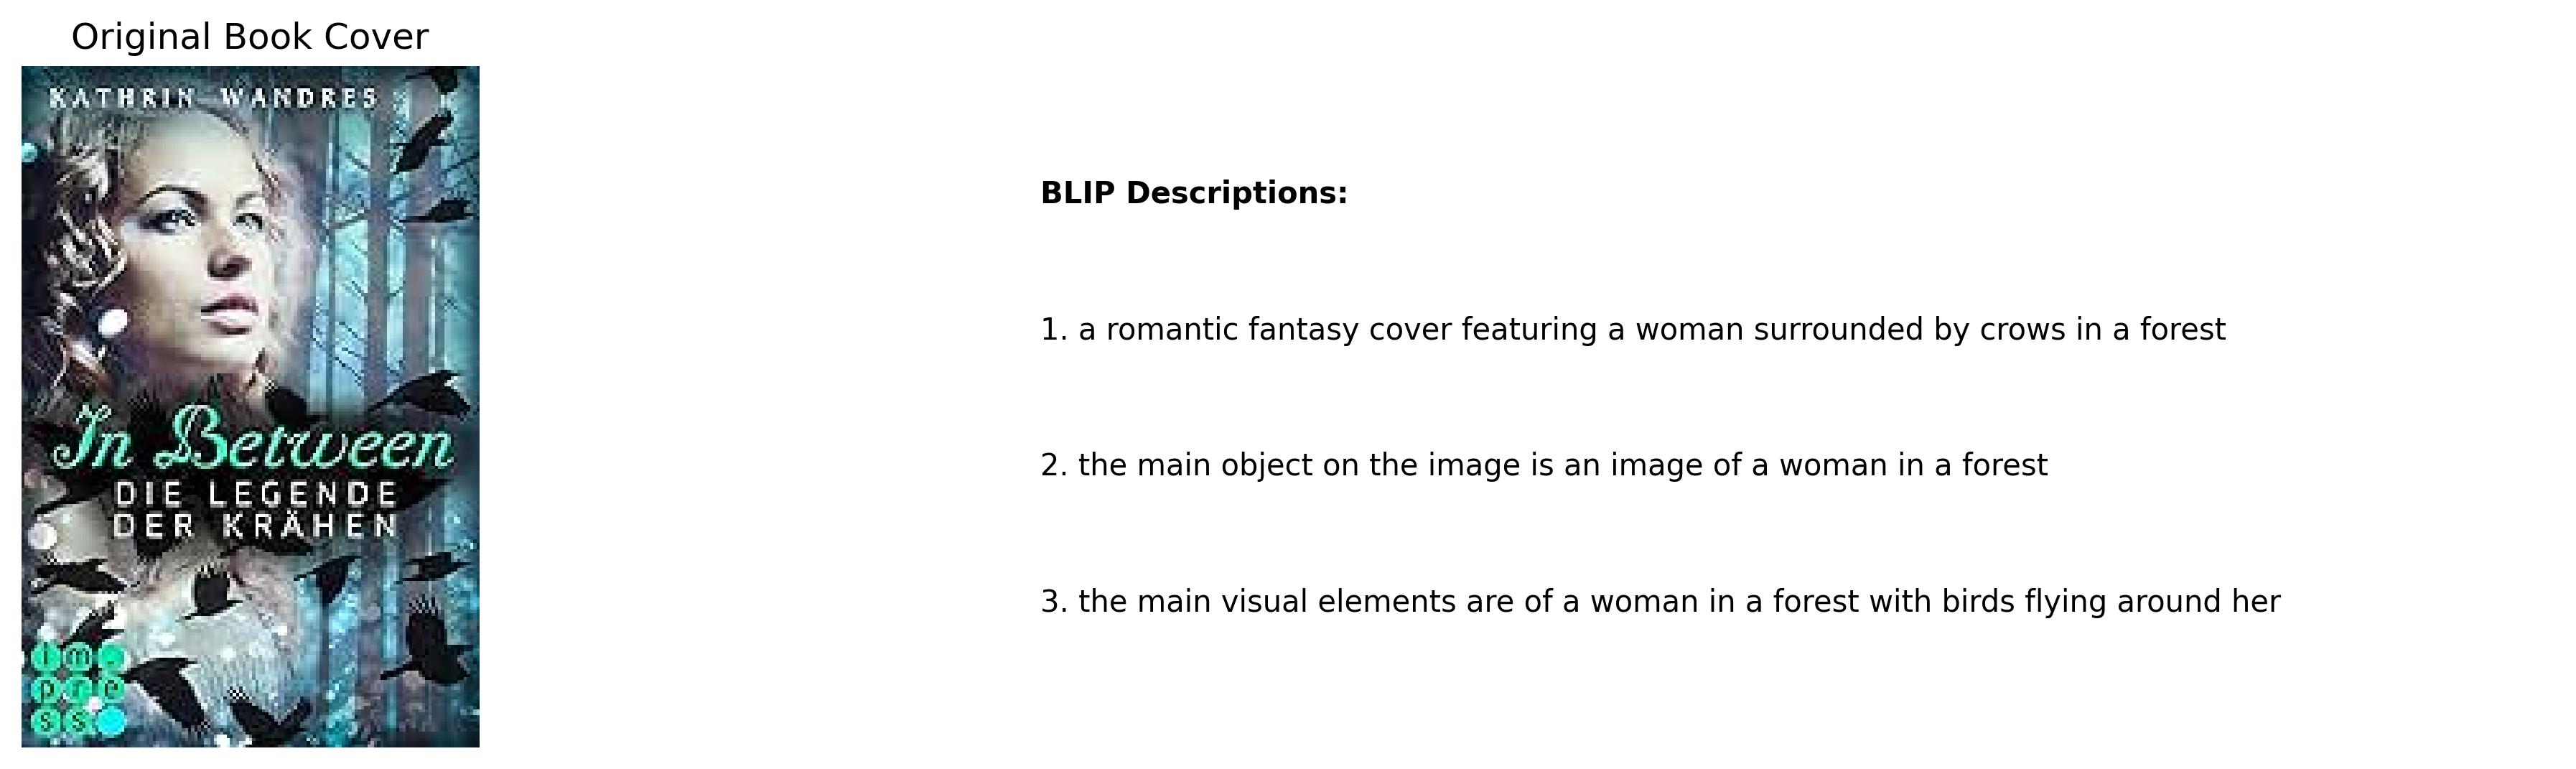 Original Book Cover
KATHRIN WANDRES
In Between
DIE LEGENDE
DER KRÄHEN
im.
pre
ss
BLIP Descriptions:
1. a romantic fantasy cover featuring a woman surrounded by crows in a forest
2. the main object on the image is an image of a woman in a forest
3. the main visual elements are of a woman in a forest with birds flying around her